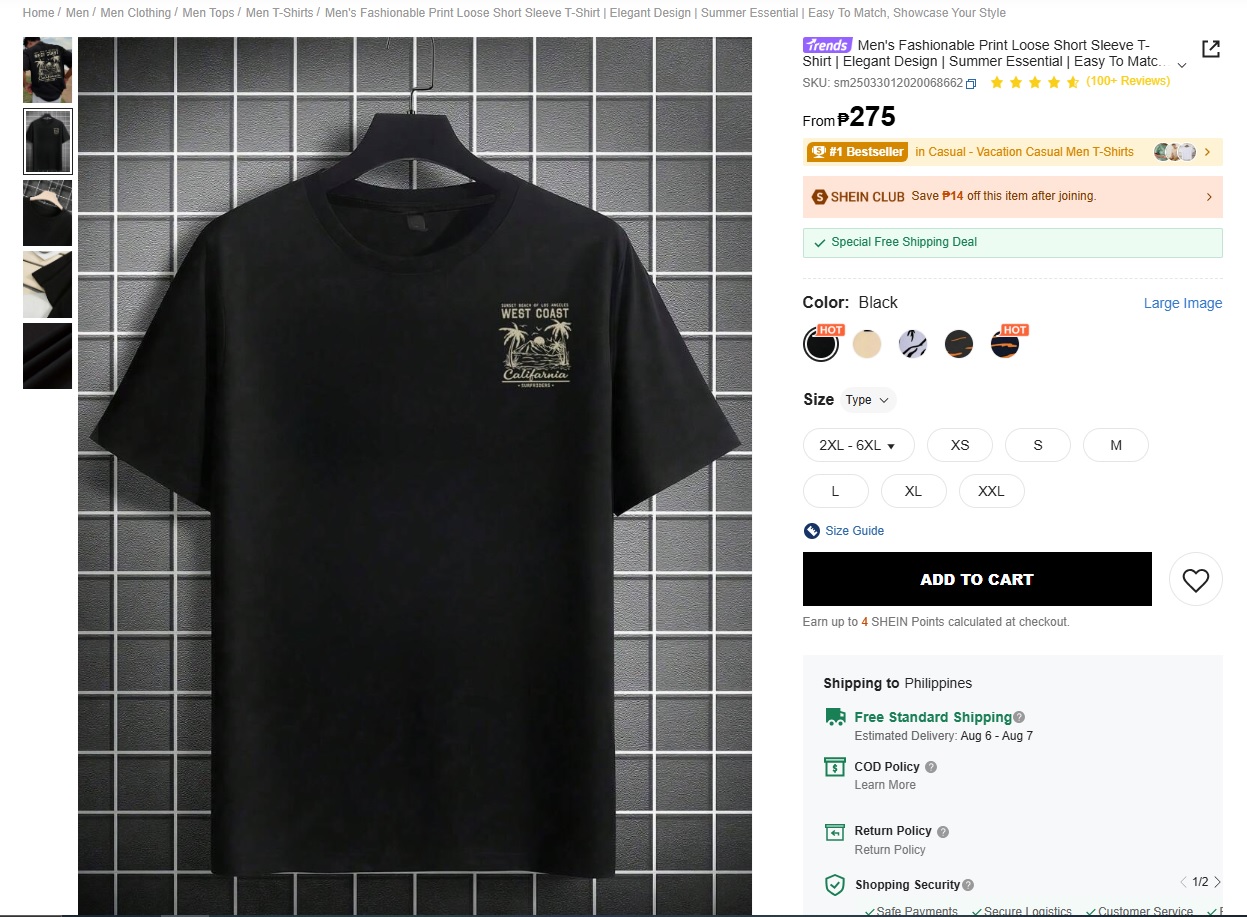 Home / Men / Men Clothing / Men Tops / Men T-Shirts / Men's Fashionable Print Loose Short Sleeve T-Shirt | Elegant Design | Summer Essential | Easy To Match, Showcase Your Style
WEST COAST
SUNSET BEACH OF LOS ANGELES
WEST COAST
Califarnia
• SURFRIDERS •
Trends Men's Fashionable Print Loose Short Sleeve T-
Shirt | Elegant Design | Summer Essential | Easy To Matc...
SKU: sm25033012020068662
(100+ Reviews)
From ₱275
#1 Bestseller in Casual - Vacation Casual Men T-Shirts
S SHEIN CLUB Save ₱14 off this item after joining.
Special Free Shipping Deal
Color: Black
Large Image
HOT
HOT
Size Type
2XL - 6XL
XS
S
M
L
XL
XXL
Size Guide
ADD TO CART
Earn up to 4 SHEIN Points calculated at checkout.
Shipping to Philippines
Free Standard Shipping
Estimated Delivery: Aug 6 - Aug 7
COD Policy
Learn More
Return Policy
Return Policy
Shopping Security
1/2
Safe Payments Secure Logistics Customer Service